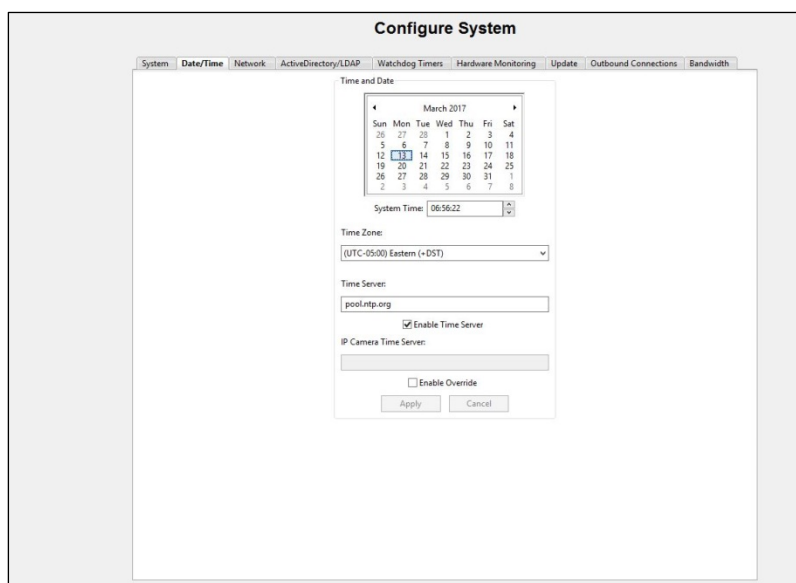 Configure System
System Date/Time Network ActiveDirectory/LDAP Watchdog Timers Hardware Monitoring Update Outbound Connections Bandwidth
Time and Date
March 2017
Sun Mon Tue Wed Thu Fri Sat
26 27 28 1 2 3 4
5 6 7 8 9 10 11
12 13 14 15 16 17 18
19 20 21 22 23 24 25
26 27 28 29 30 31 1
2 3 4 5 6 7 8
System Time: 06:56:22
Time Zone:
(UTC-05:00) Eastern (+DST)
Time Server:
pool.ntp.org
Enable Time Server
IP Camera Time Server:
Enable Override
Apply Cancel